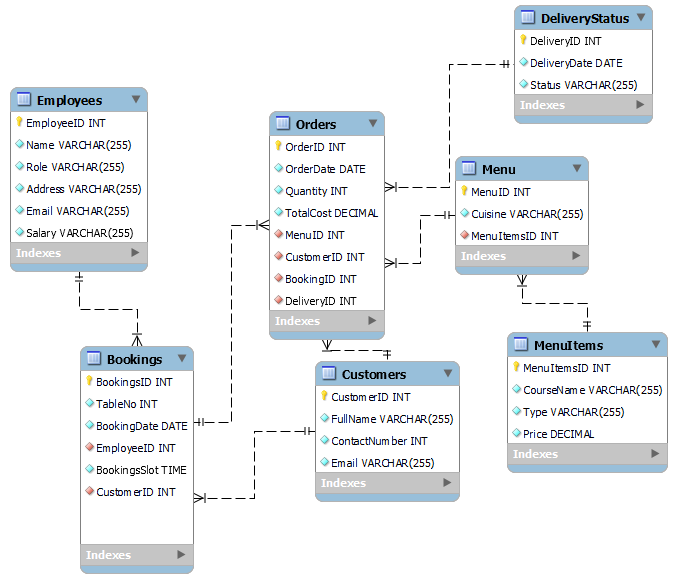 DeliveryStatus
DeliveryID INT
DeliveryDate DATE
Status VARCHAR(255)
Indexes
Employees
EmployeeID INT
Name VARCHAR(255)
Role VARCHAR(255)
Address VARCHAR(255)
Email VARCHAR(255)
Salary VARCHAR(255)
Indexes
Orders
OrderID INT
OrderDate DATE
Quantity INT
TotalCost DECIMAL
MenuID INT
CustomerID INT
BookingID INT
DeliveryID INT
Indexes
Menu
MenuID INT
Cuisine VARCHAR(255)
MenuItemsID INT
Indexes
Bookings
BookingsID INT
TableNo INT
BookingDate DATE
EmployeeID INT
BookingsSlot TIME
CustomerID INT
Indexes
Customers
CustomerID INT
FullName VARCHAR(255)
ContactNumber INT
Email VARCHAR(255)
Indexes
MenuItems
MenuItemsID INT
CourseName VARCHAR(255)
Type VARCHAR(255)
Price DECIMAL
Indexes